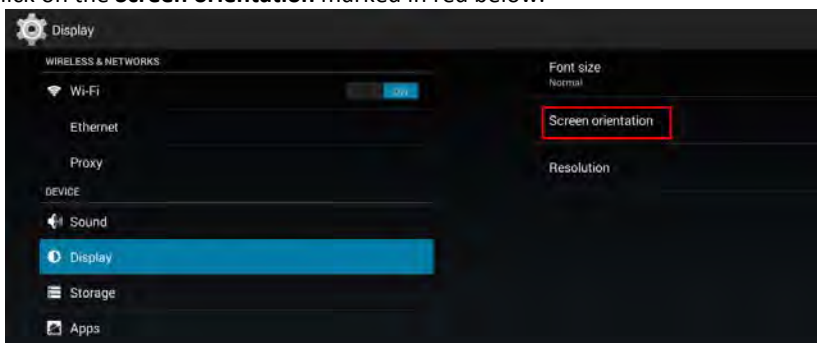 lick on the Screen orientation marked in red below.
Display
WIRELESS & NETWORKS
Wi-Fi
ON
Ethernet
Proxy
DEVICE
Sound
Display
Storage
Apps
Font size
Normal
Screen orientation
Resolution